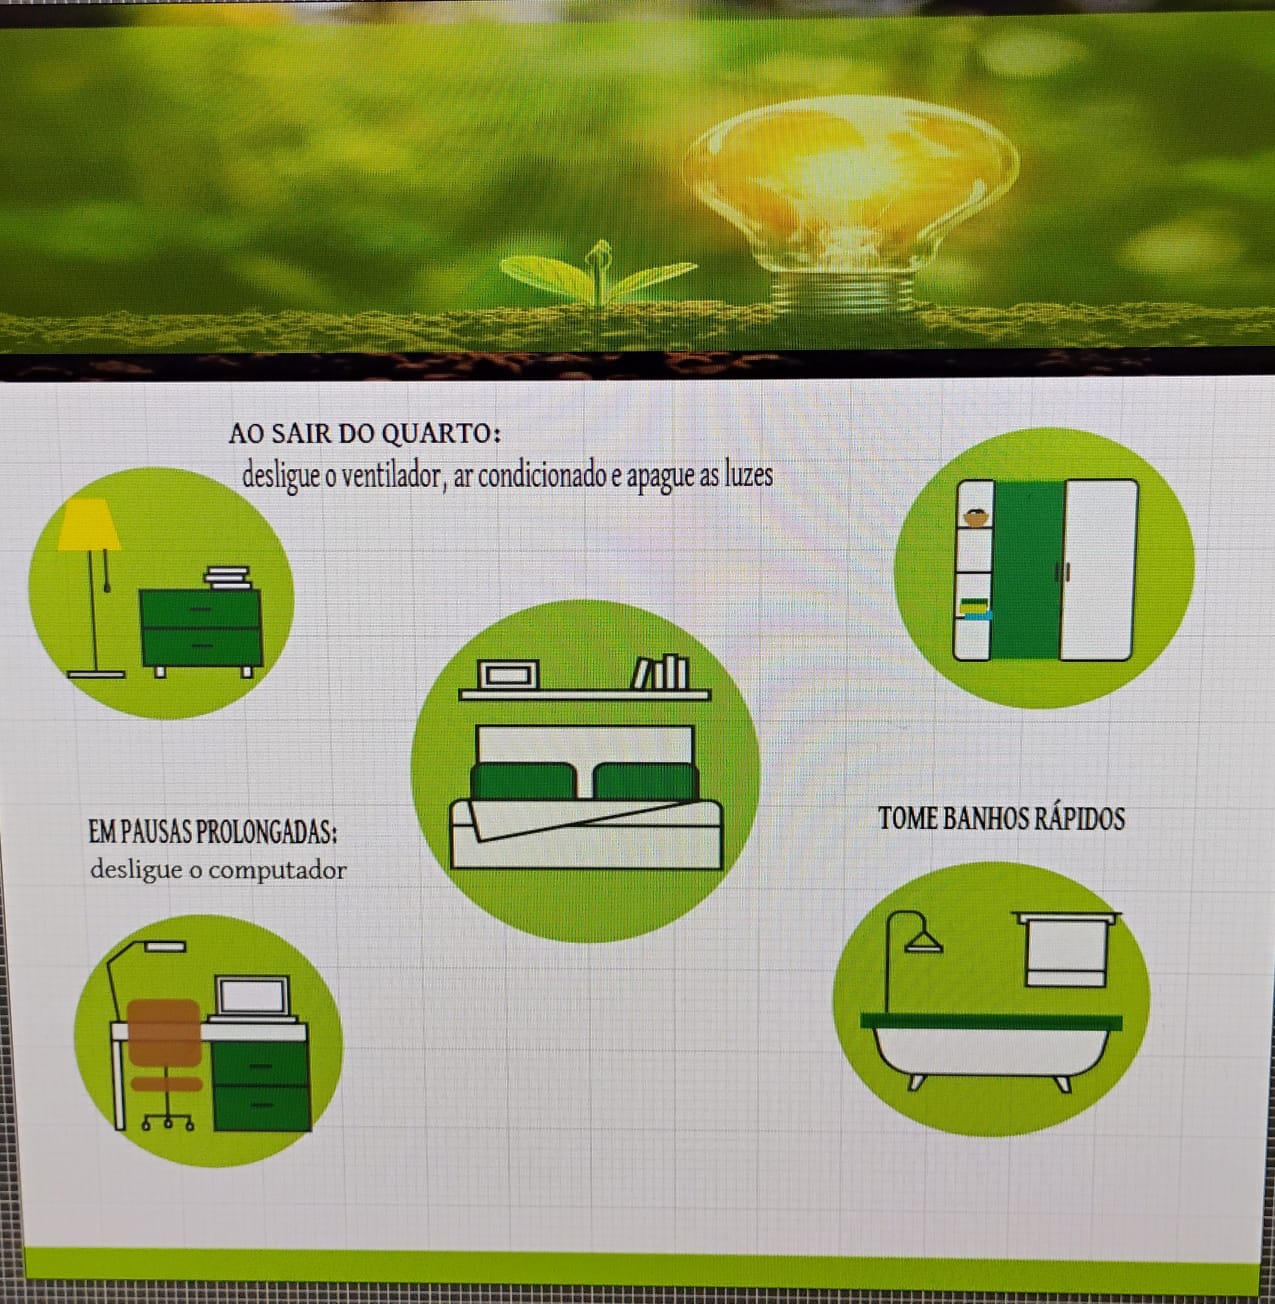 AO SAIR DO QUARTO:
desligue o ventilador, ar condicionado e apague as luzes
EM PAUSAS PROLONGADAS:
desligue o computador
TOME BANHOS RÁPIDOS